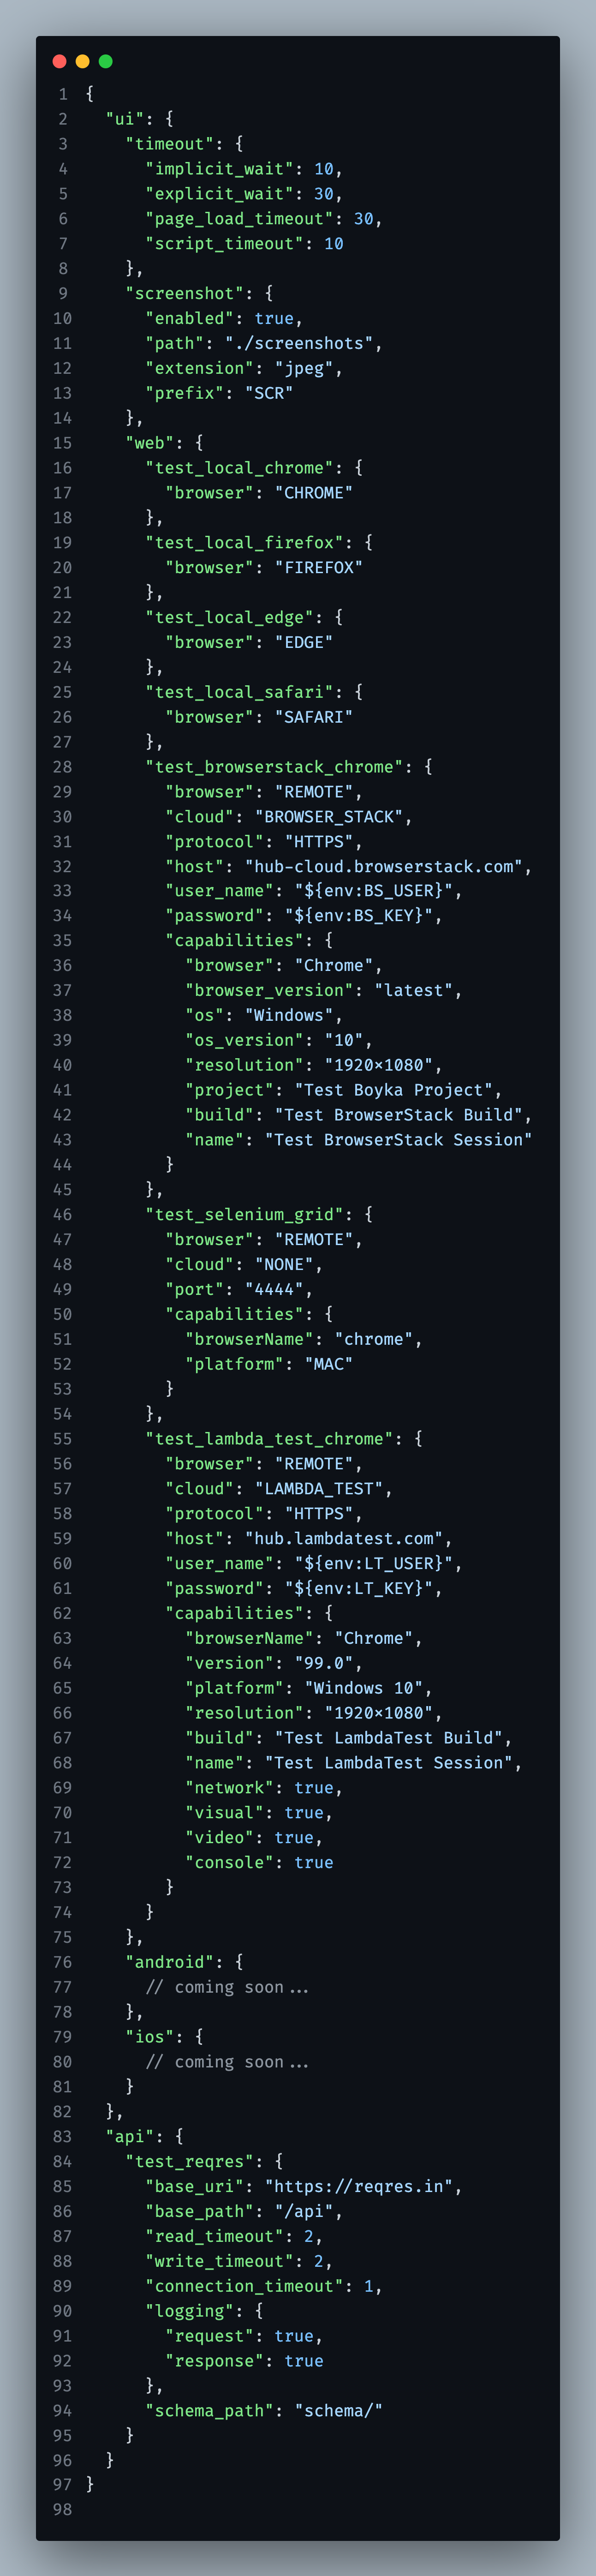 1 {
2   "ui": {
3     "timeout": {
4       "implicit_wait": 10,
5       "explicit_wait": 30,
6       "page_load_timeout": 30,
7       "script_timeout": 10
8     },
9     "screenshot": {
10       "enabled": true,
11       "path": "./screenshots",
12       "extension": "jpeg",
13       "prefix": "SCR"
14     },
15     "web": {
16       "test_local_chrome": {
17         "browser": "CHROME"
18       },
19       "test_local_firefox": {
20         "browser": "FIREFOX"
21       },
22       "test_local_edge": {
23         "browser": "EDGE"
24       },
25       "test_local_safari": {
26         "browser": "SAFARI"
27       },
28       "test_browserstack_chrome": {
29         "browser": "REMOTE",
30         "cloud": "BROWSER_STACK",
31         "protocol": "HTTPS",
32         "host": "hub-cloud.browserstack.com",
33         "user_name": "${env:BS_USER}",
34         "password": "${env:BS_KEY}",
35         "capabilities": {
36           "browser": "Chrome",
37           "browser_version": "latest",
38           "os": "Windows",
39           "os_version": "10",
40           "resolution": "1920×1080",
41           "project": "Test Boyka Project",
42           "build": "Test BrowserStack Build",
43           "name": "Test BrowserStack Session"
44         }
45       },
46       "test_selenium_grid": {
47         "browser": "REMOTE",
48         "cloud": "NONE",
49         "port": "4444",
50         "capabilities": {
51           "browserName": "chrome",
52           "platform": "MAC"
53         }
54       },
55       "test_lambda_test_chrome": {
56         "browser": "REMOTE",
57         "cloud": "LAMBDA_TEST",
58         "protocol": "HTTPS",
59         "host": "hub.lambdatest.com",
60         "user_name": "${env:LT_USER}",
61         "password": "${env:LT_KEY}",
62         "capabilities": {
63           "browserName": "Chrome",
64           "version": "99.0",
65           "platform": "Windows 10",
66           "resolution": "1920×1080",
67           "build": "Test LambdaTest Build",
68           "name": "Test LambdaTest Session",
69           "network": true,
70           "visual": true,
71           "video": true,
72           "console": true
73         }
74       }
75     },
76     "android": {
77       // coming soon...
78     },
79     "ios": {
80       // coming soon...
81     }
82   },
83   "api": {
84     "test_reqres": {
85       "base_uri": "https://reqres.in",
86       "base_path": "/api",
87       "read_timeout": 2,
88       "write_timeout": 2,
89       "connection_timeout": 1,
90       "logging": {
91         "request": true,
92         "response": true
93       },
94       "schema_path": "schema/"
95     }
96   }
97 }
98